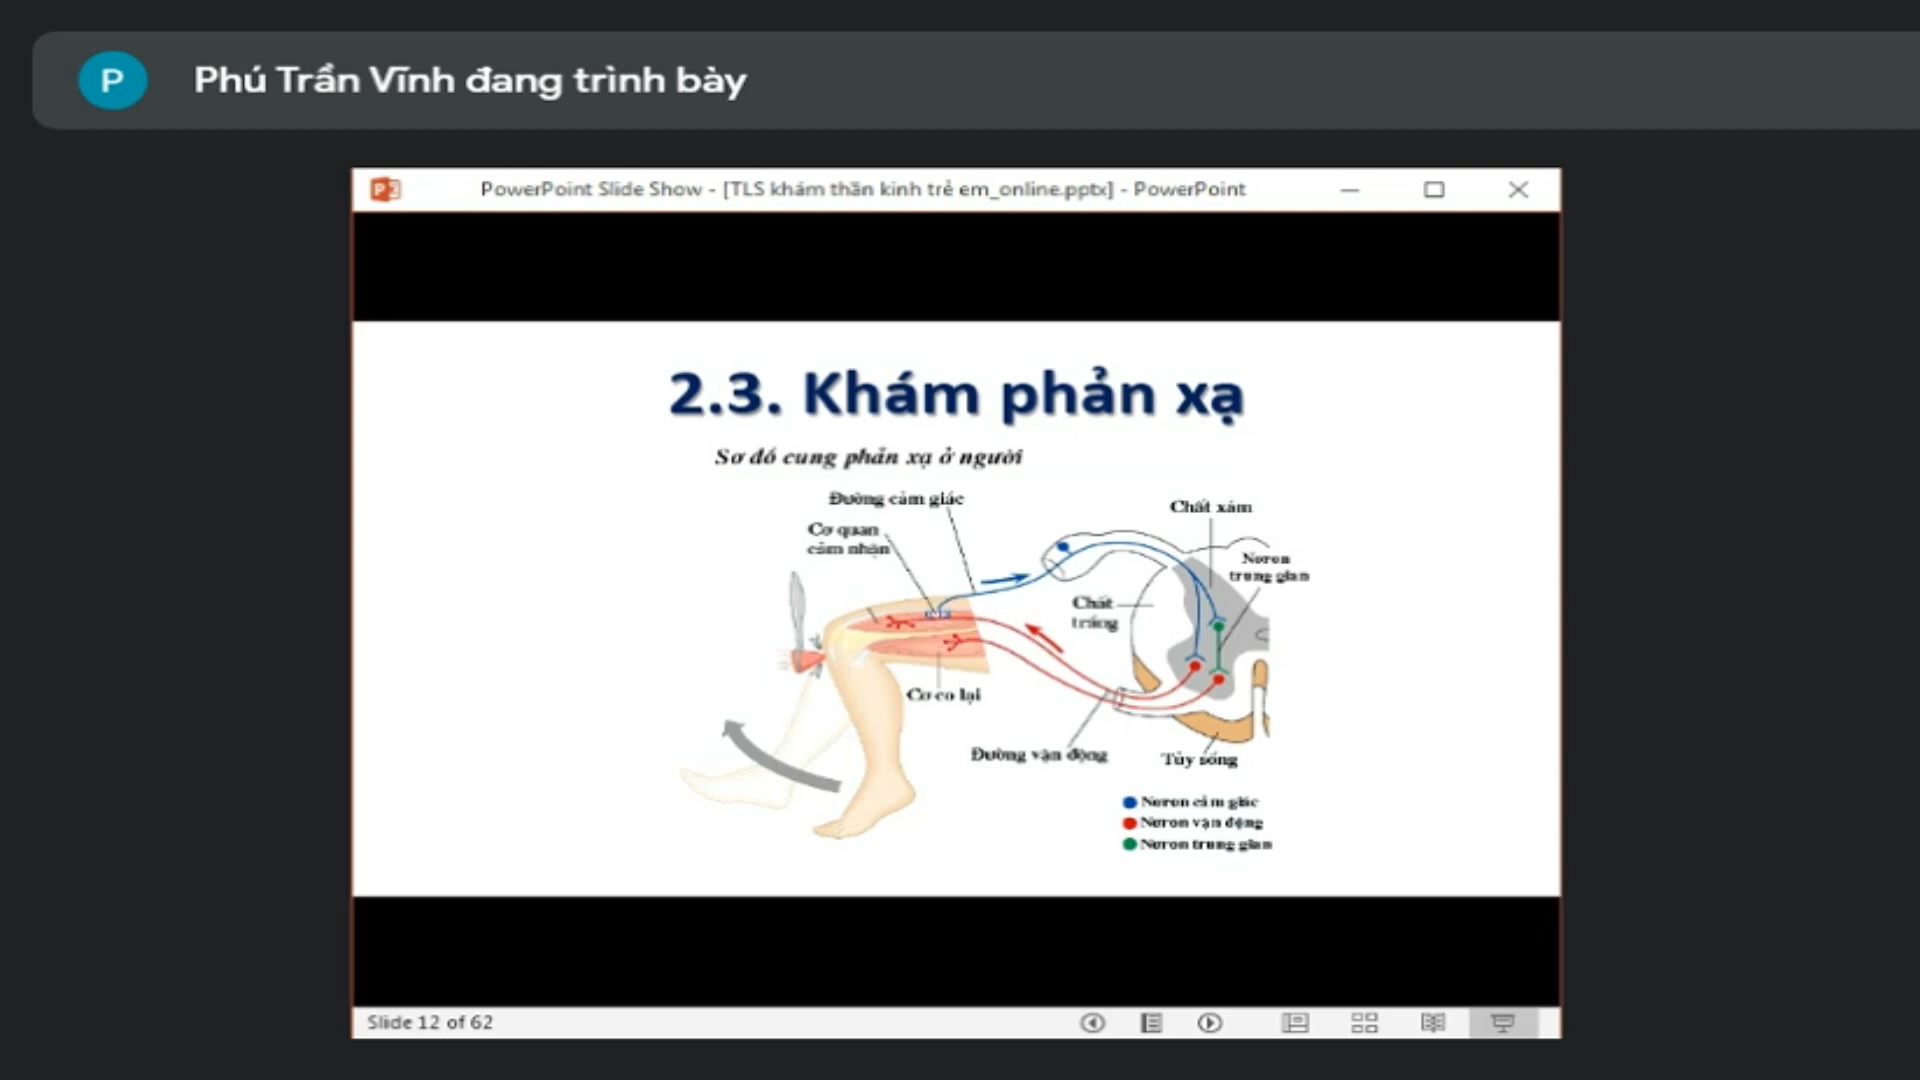 P
Phú Trần Vĩnh đang trình bày
PowerPoint Slide Show - [TLS khám thần kinh trẻ em_online.pptx] - PowerPoint
2.3. Khám phản xạ
Sơ đồ cung phản xạ ở người
Đường cảm giác
Cơ quan
cảm nhận
Chất xám
Nơron
trung gian
Chất
trắng
Cơ co lại
Đường vận động
Tủy sống
Nơron cảm giác
Nơron vận động
Nơron trung gian
Slide 12 of 62